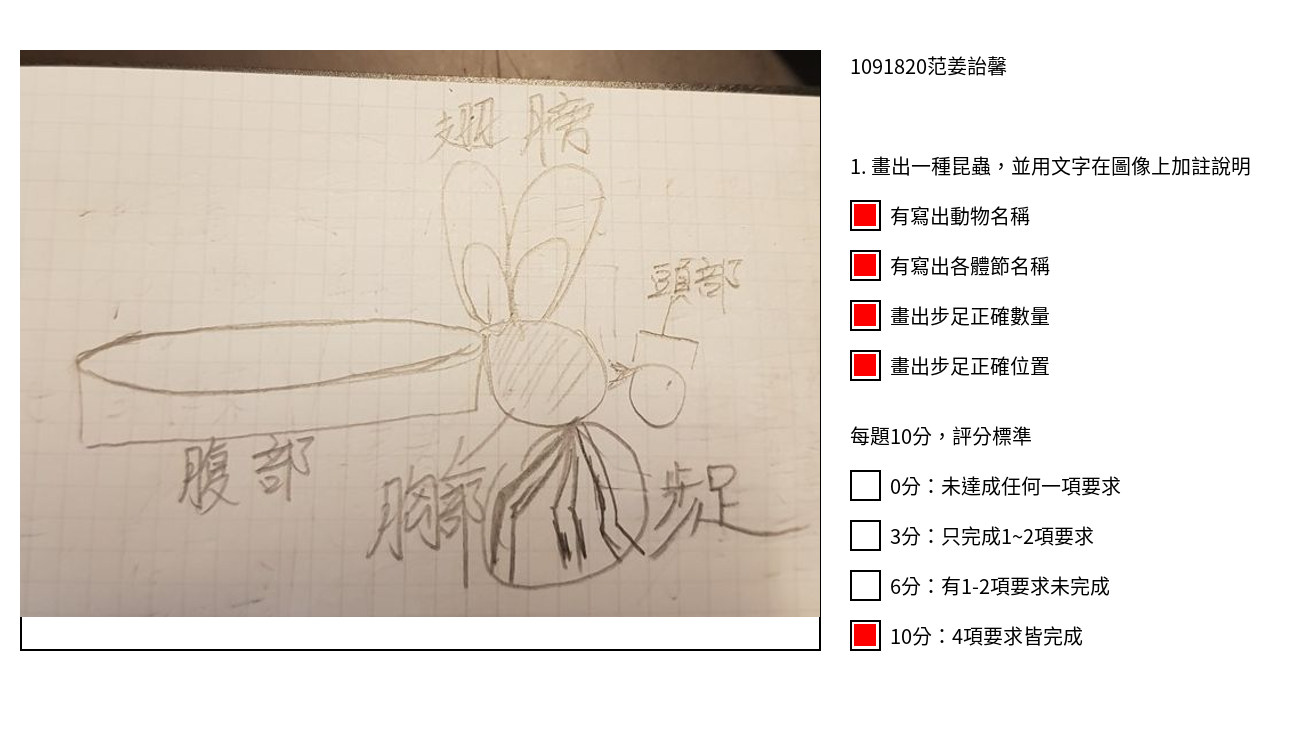 翅膀
頭部
腹部
胸部
步足
1091820范姜詒馨
1. 畫出一種昆蟲，並用文字在圖像上加註說明
有寫出動物名稱
有寫出各體節名稱
畫出步足正確數量
畫出步足正確位置
每題10分，評分標準
0分：未達成任何一項要求
3分：只完成1~2項要求
6分：有1-2項要求未完成
10分：4項要求皆完成